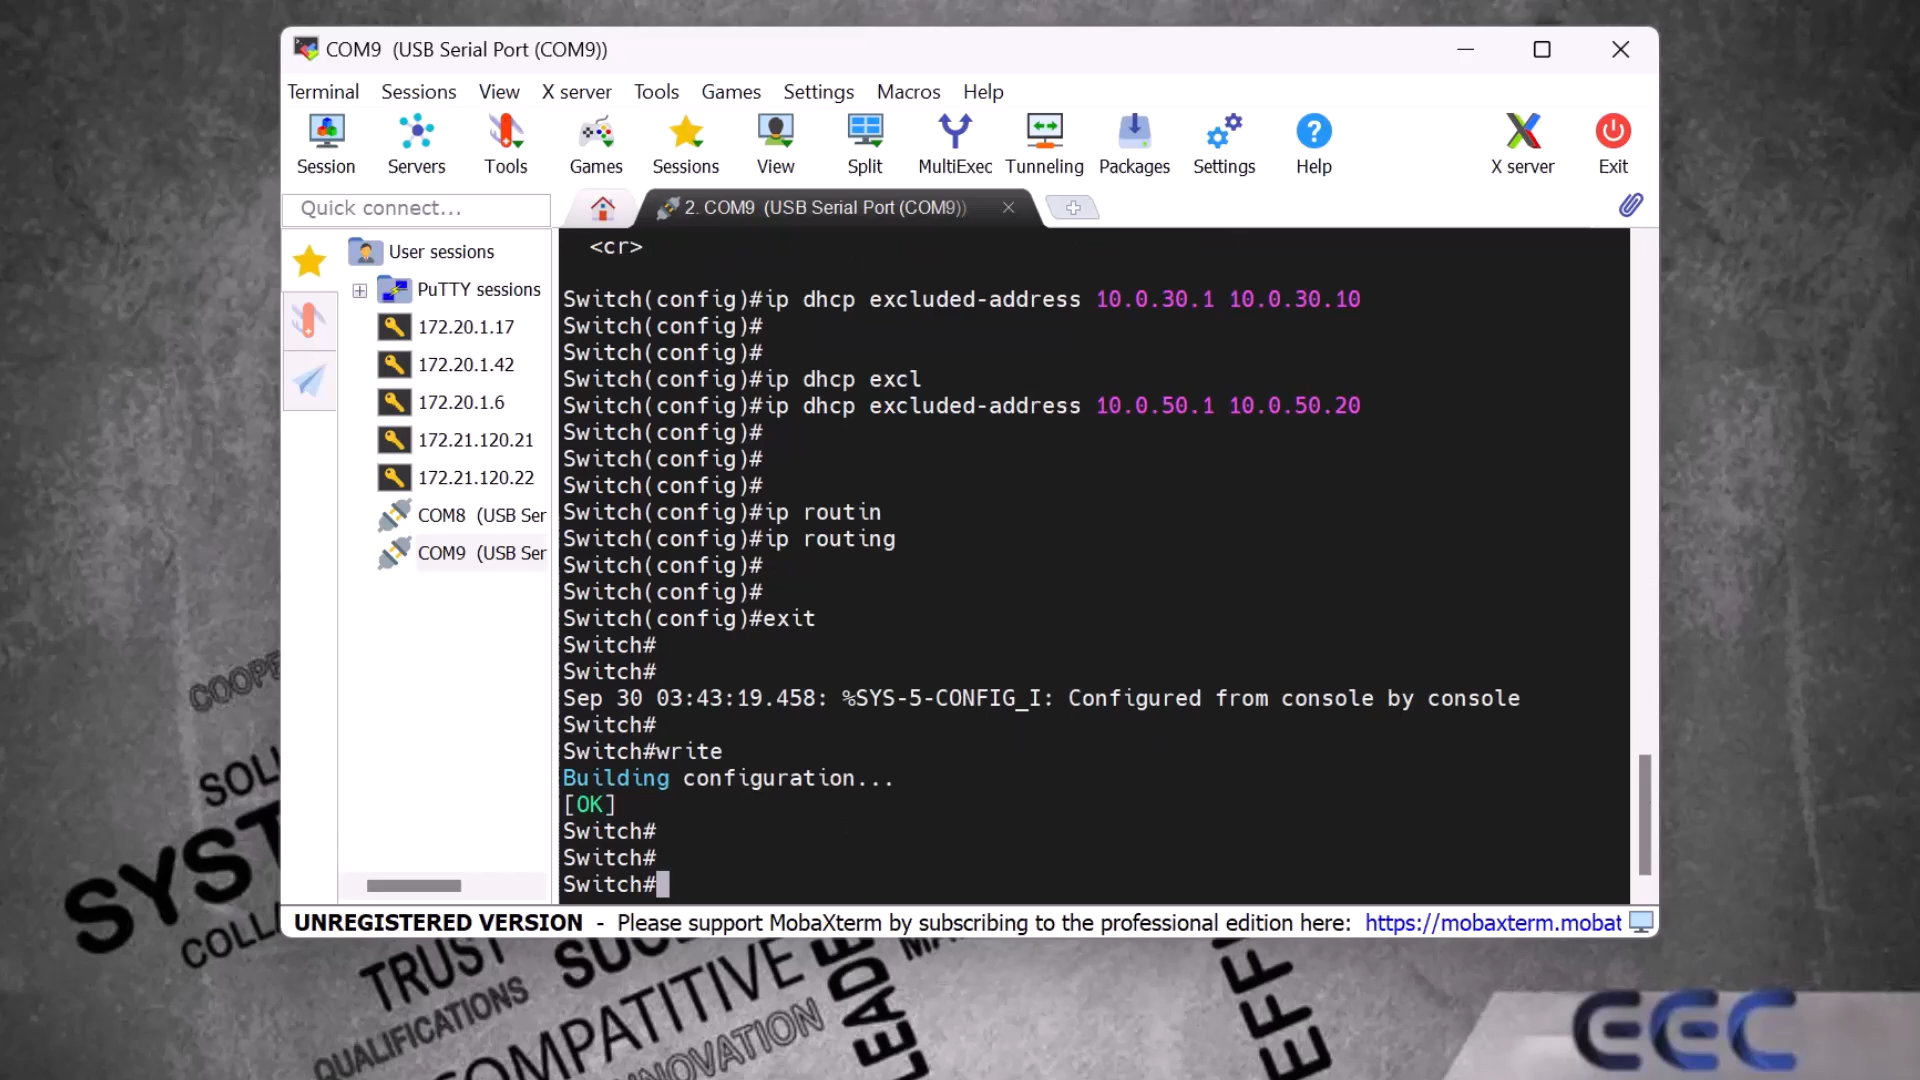 COM9 (USB Serial Port (COM9))
Terminal Sessions View X server Tools Games Settings Macros Help
Session Servers Tools Games Sessions View Split MultiExec Tunneling Packages Settings Help X server Exit
Quick connect...
2. COM9 (USB Serial Port (COM9))
User sessions
PuTTY sessions
172.20.1.17
172.20.1.42
172.20.1.6
172.21.120.21
172.21.120.22
COM8 (USB Ser
COM9 (USB Ser
<cr>
Switch(config)#ip dhcp excluded-address 10.0.30.1 10.0.30.10
Switch(config)#
Switch(config)#
Switch(config)#ip dhcp excl
Switch(config)#ip dhcp excluded-address 10.0.50.1 10.0.50.20
Switch(config)#
Switch(config)#
Switch(config)#
Switch(config)#ip routin
Switch(config)#ip routing
Switch(config)#
Switch(config)#
Switch(config)#exit
Switch#
Switch#
Sep 30 03:43:19.458: %SYS-5-CONFIG_I: Configured from console by console
Switch#
Switch#write
Building configuration...
[OK]
Switch#
Switch#
Switch#
UNREGISTERED VERSION - Please support MobaXterm by subscribing to the professional edition here: https://mobaxterm.mobat
COOPE
SOLU
SYST
COLLA
TRUST
SUC
QUALIFICATIONS
COMPATITIVE
INNOVATION
LEADE
EFF
EFF
EEC